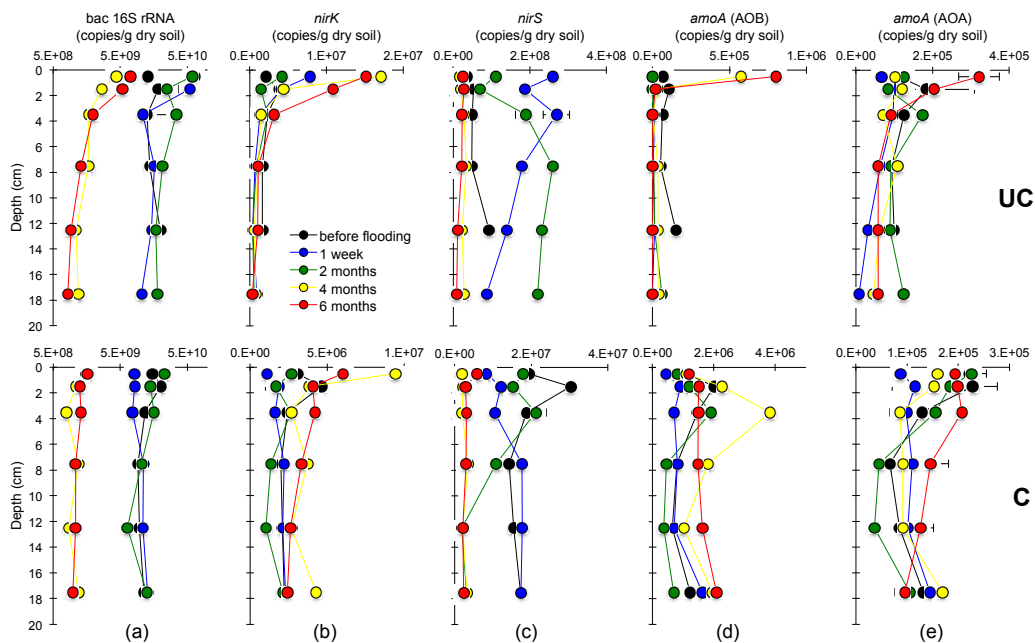 bac 16S rRNA
(copies/g dry soil)
5.E+08 5.E+09 5.E+10
nirK
(copies/g dry soil)
0.E+00 1.E+07 2.E+07
nirS
(copies/g dry soil)
0.E+00 2.E+08 4.E+08
amoA (AOB)
(copies/g dry soil)
0.E+00 5.E+05 1.E+06
amoA (AOA)
(copies/g dry soil)
0.E+00 2.E+05 4.E+05
0
2
4
6
8
10
12
14
16
18
20
Depth (cm)
before flooding
1 week
2 months
4 months
6 months
UC
5.E+08 5.E+09 5.E+10
0.E+00 5.E+06 1.E+07
0.E+00 2.E+07 4.E+07
0.E+00 2.E+06 4.E+06
0.E+00 1.E+05 2.E+05 3.E+05
0
2
4
6
8
10
12
14
16
18
20
Depth (cm)
C
(a) (b) (c) (d) (e)